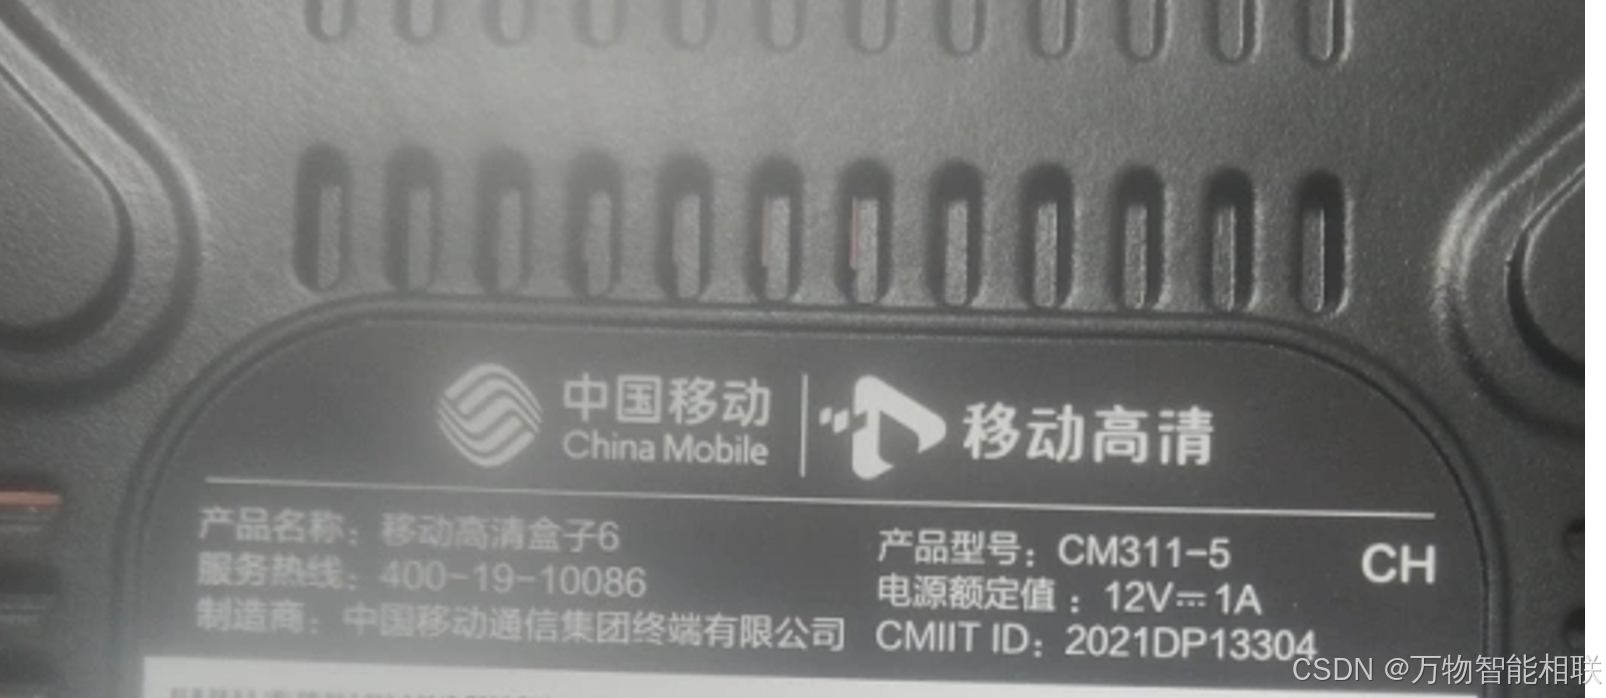 中国移动
China Mobile
移动高清
产品名称：移动高清盒子6
服务热线：400-19-10086
制造商：中国移动通信集团终端有限公司
产品型号：CM311-5
电源额定值：12V⎓1A
CMIIT ID：2021DP13304
CH
CSDN @万物智能相联